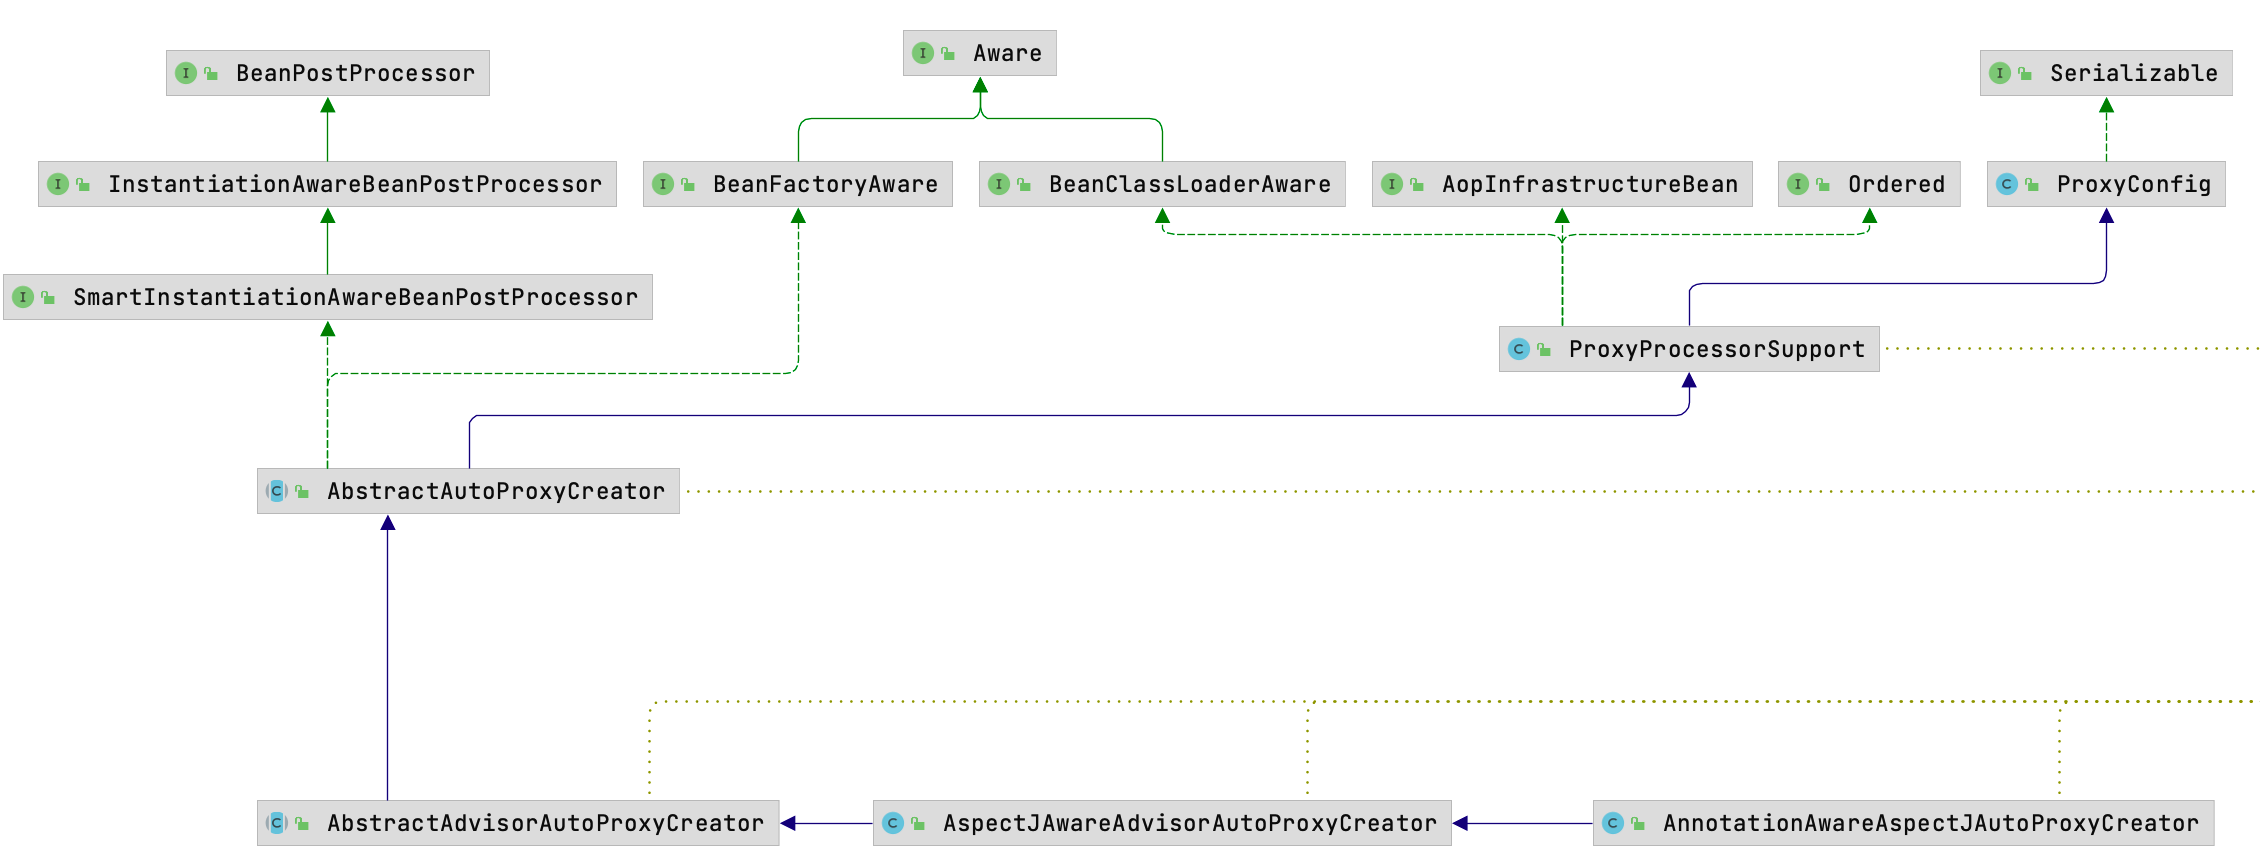 Aware
BeanPostProcessor
Serializable
InstantiationAwareBeanPostProcessor
BeanFactoryAware
BeanClassLoaderAware
AopInfrastructureBean
Ordered
ProxyConfig
SmartInstantiationAwareBeanPostProcessor
ProxyProcessorSupport
AbstractAutoProxyCreator
AbstractAdvisorAutoProxyCreator
AspectJAwareAdvisorAutoProxyCreator
AnnotationAwareAspectJAutoProxyCreator